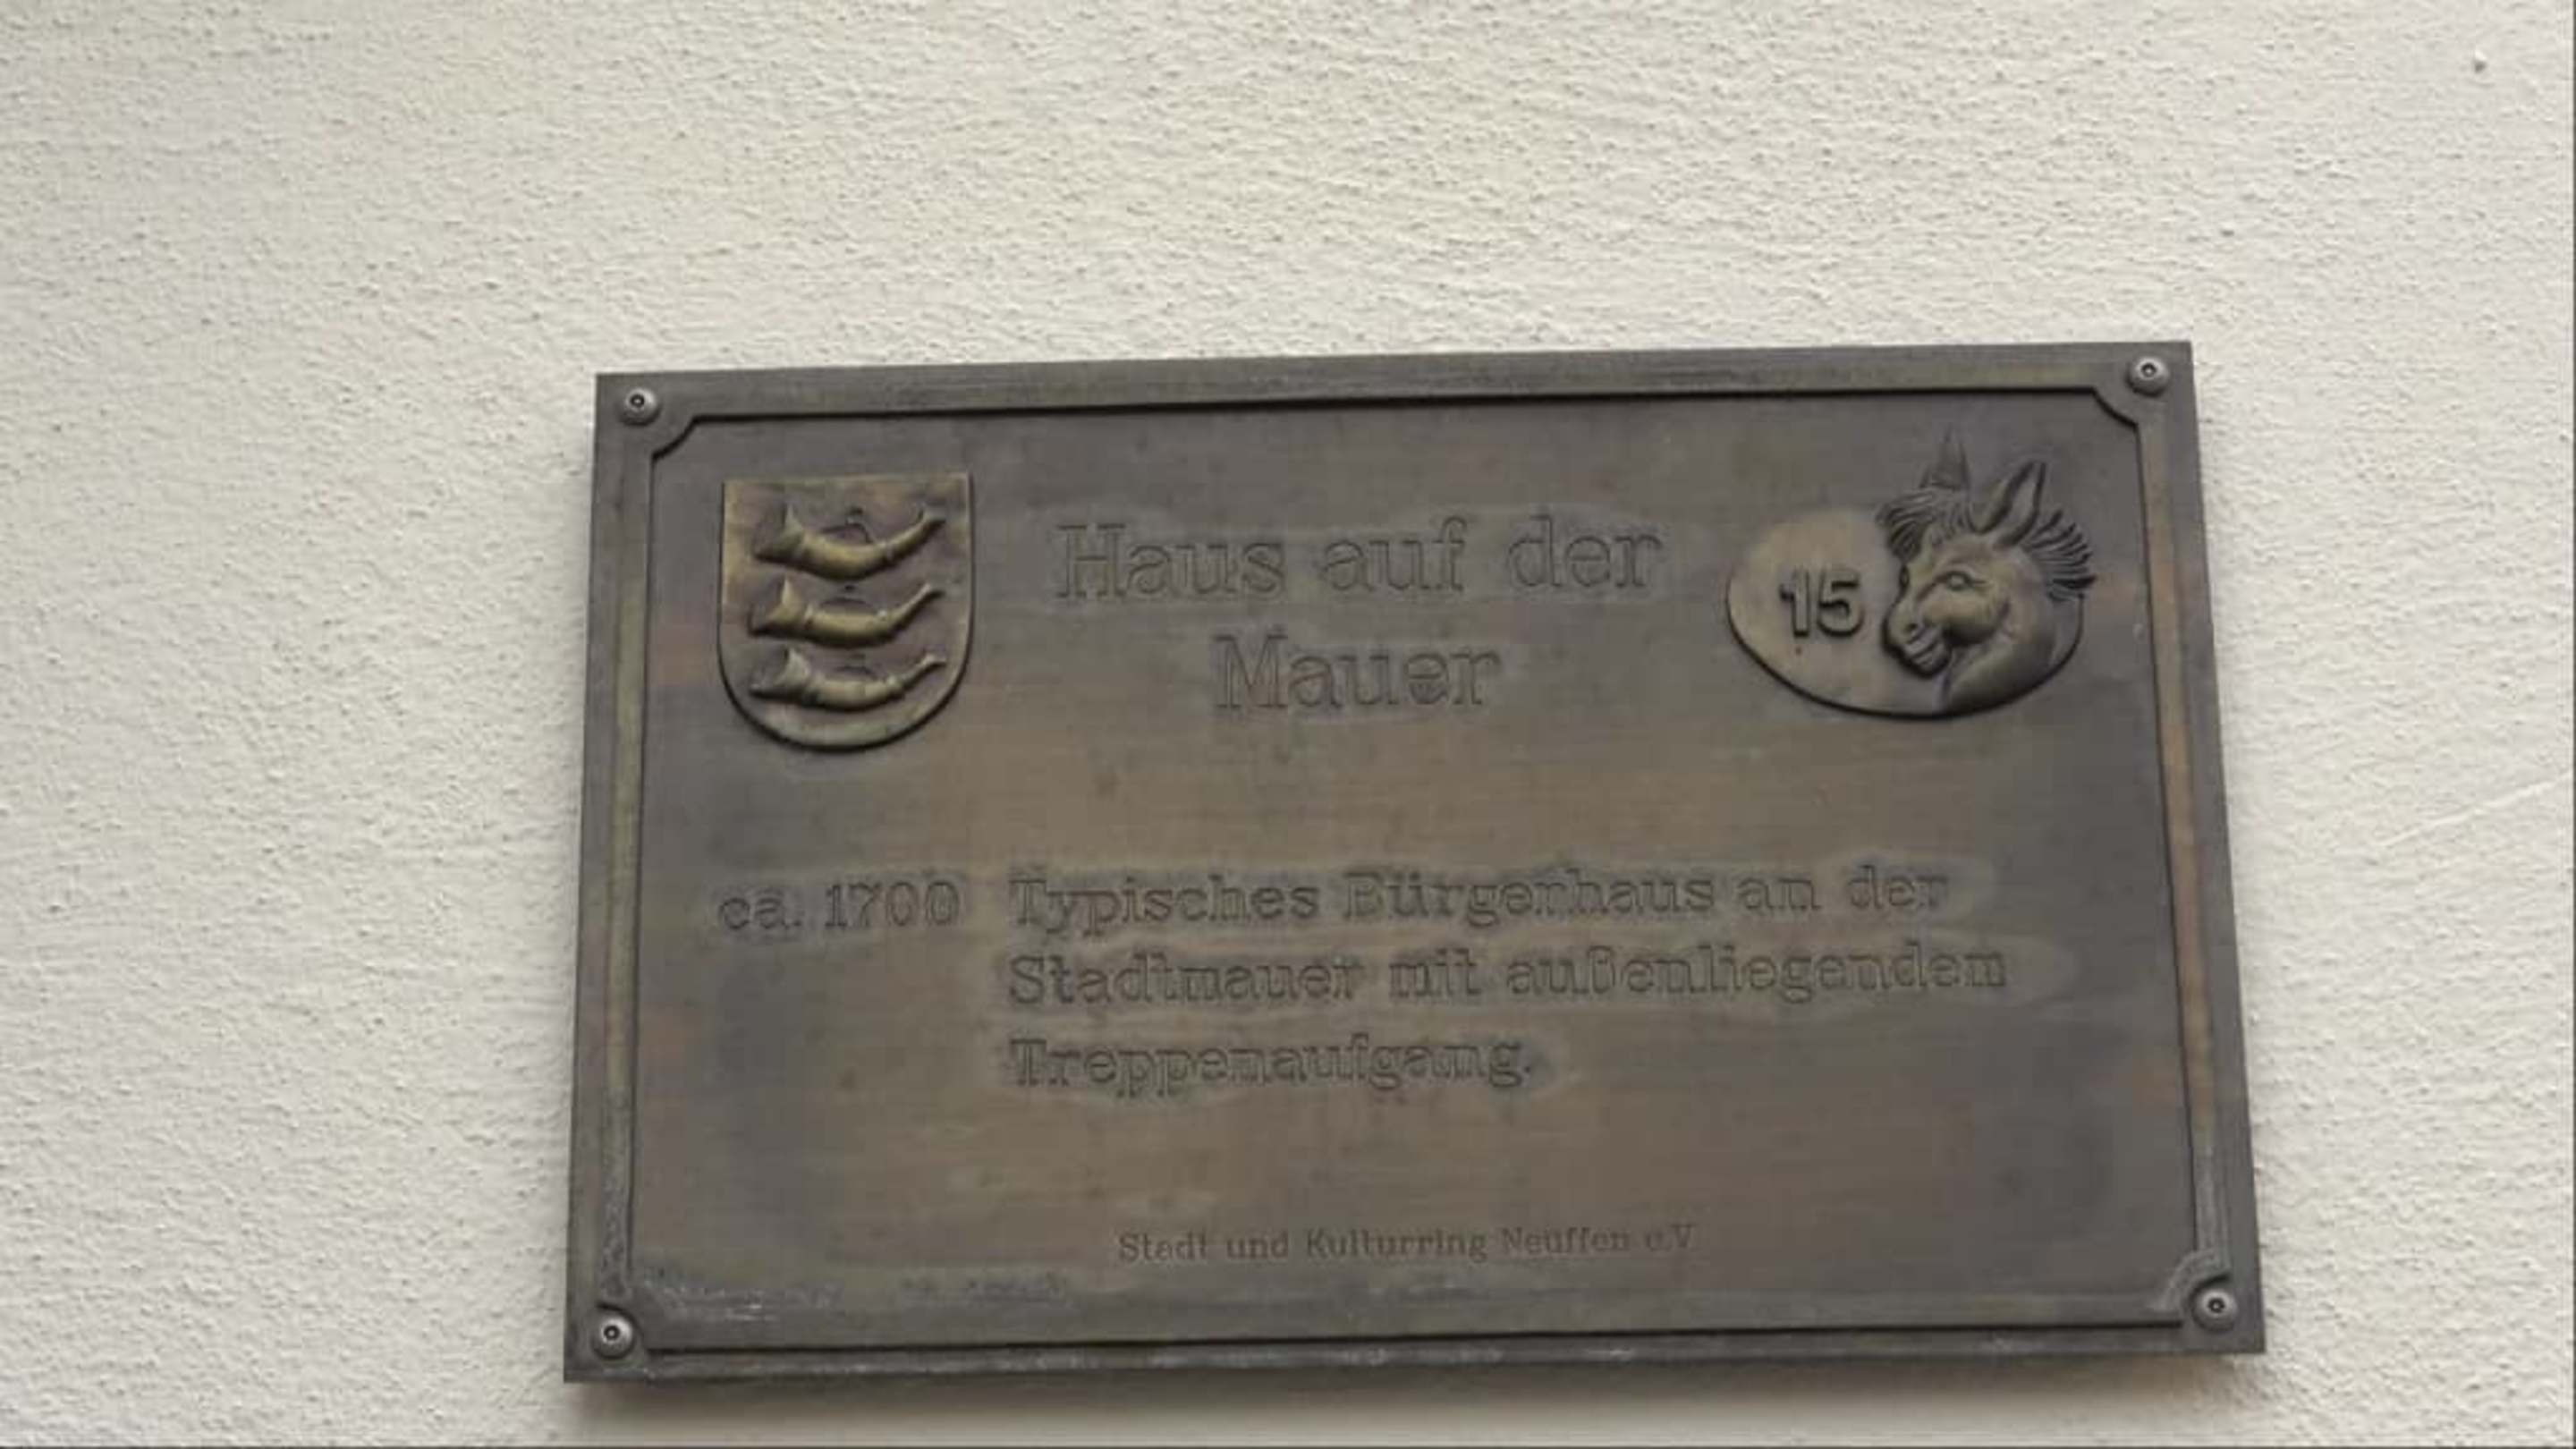 Haus auf der
Mauer
15
ca. 1700 Typisches Bürgerhaus an der
Stadtmauer mit außenliegendem
Treppenaufgang.
Stadt und Kulturring Neuffen e.V